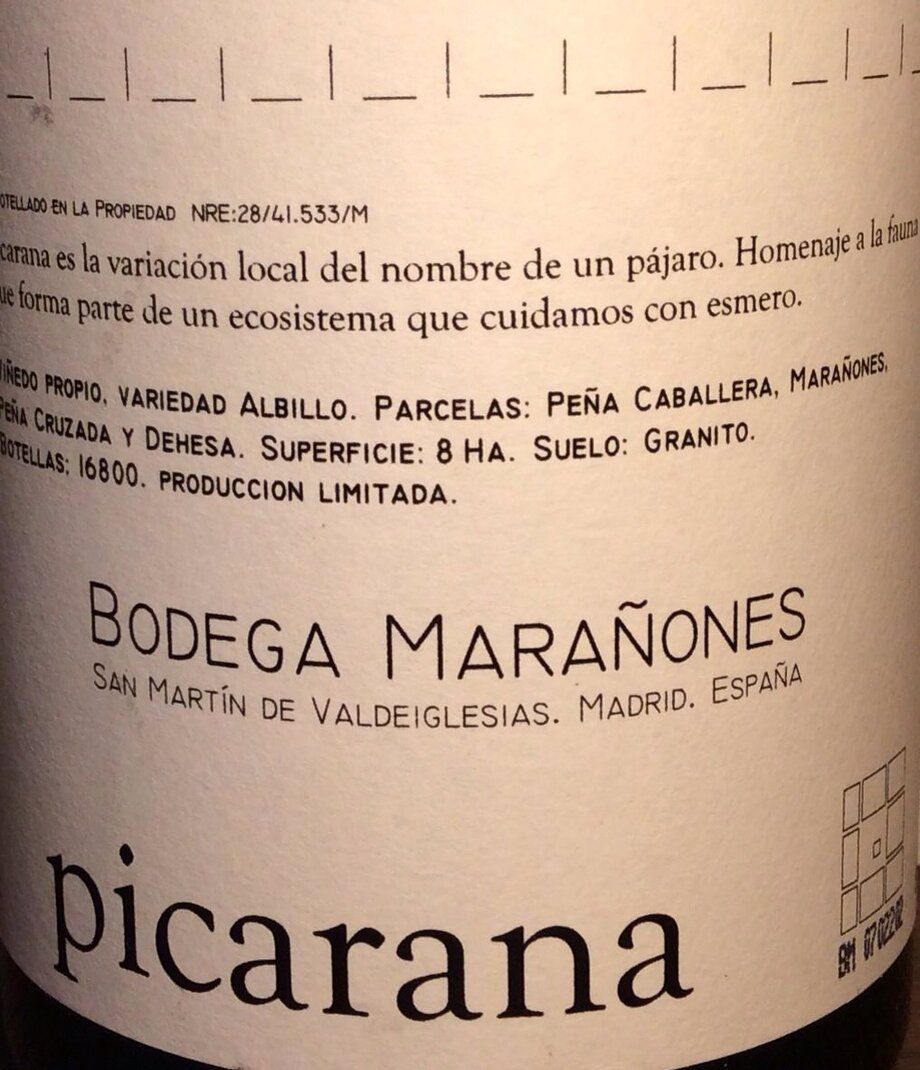 OTELLADO EN LA PROPIEDAD NRE:28/41.533/M
carana es la variación local del nombre de un pájaro. Homenaje a la fauna
ue forma parte de un ecosistema que cuidamos con esmero.
IÑEDO PROPIO, VARIEDAD ALBILLO. PARCELAS: PEÑA CABALLERA, MARAÑONES,
PEÑA CRUZADA Y DEHESA. SUPERFICIE: 8 HA. SUELO: GRANITO.
BOTELLAS: 16800. PRODUCCION LIMITADA.
BODEGA MARAÑONES
SAN MARTÍN DE VALDEIGLESIAS. MADRID. ESPAÑA
picarana
BM